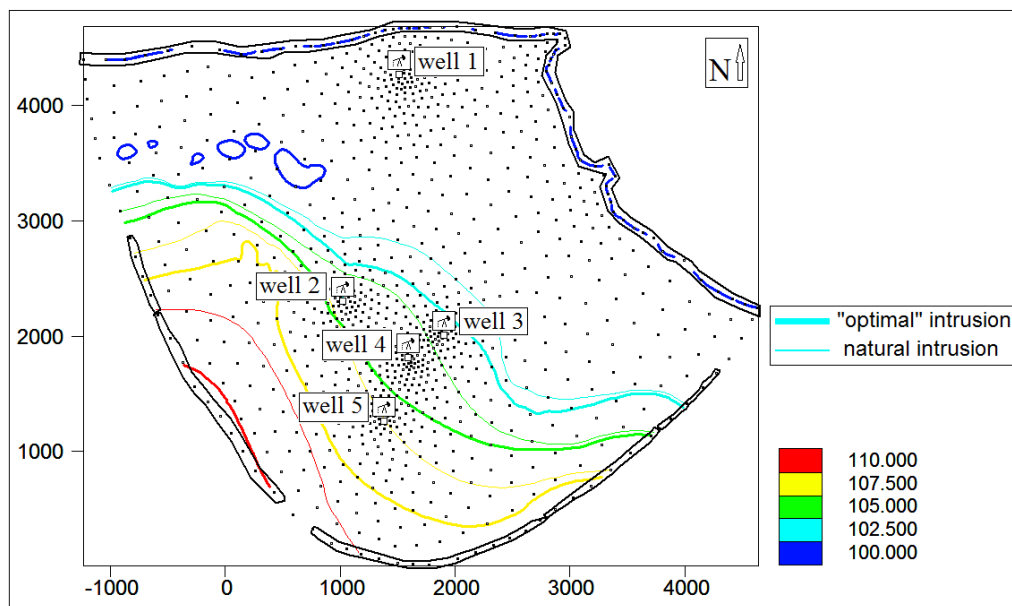 well 1
N
4000
3000
well 2
well 3
"optimal" intrusion
2000
well 4
natural intrusion
well 5
1000
110.000
107.500
105.000
102.500
100.000
-1000
0
1000
2000
3000
4000